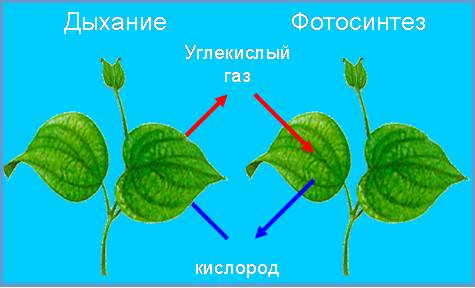 Дыхание
Фотосинтез
Углекислый
газ
кислород